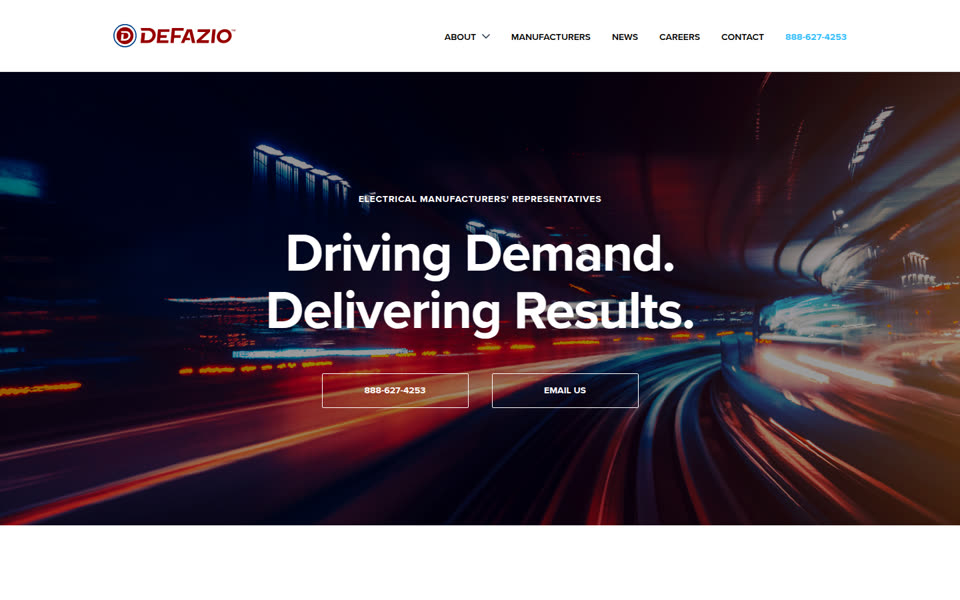 DEFAZIO
ABOUT
MANUFACTURERS
NEWS
CAREERS
CONTACT
888-627-4253
ELECTRICAL MANUFACTURERS' REPRESENTATIVES
Driving Demand.
Delivering Results.
888-627-4253
EMAIL US